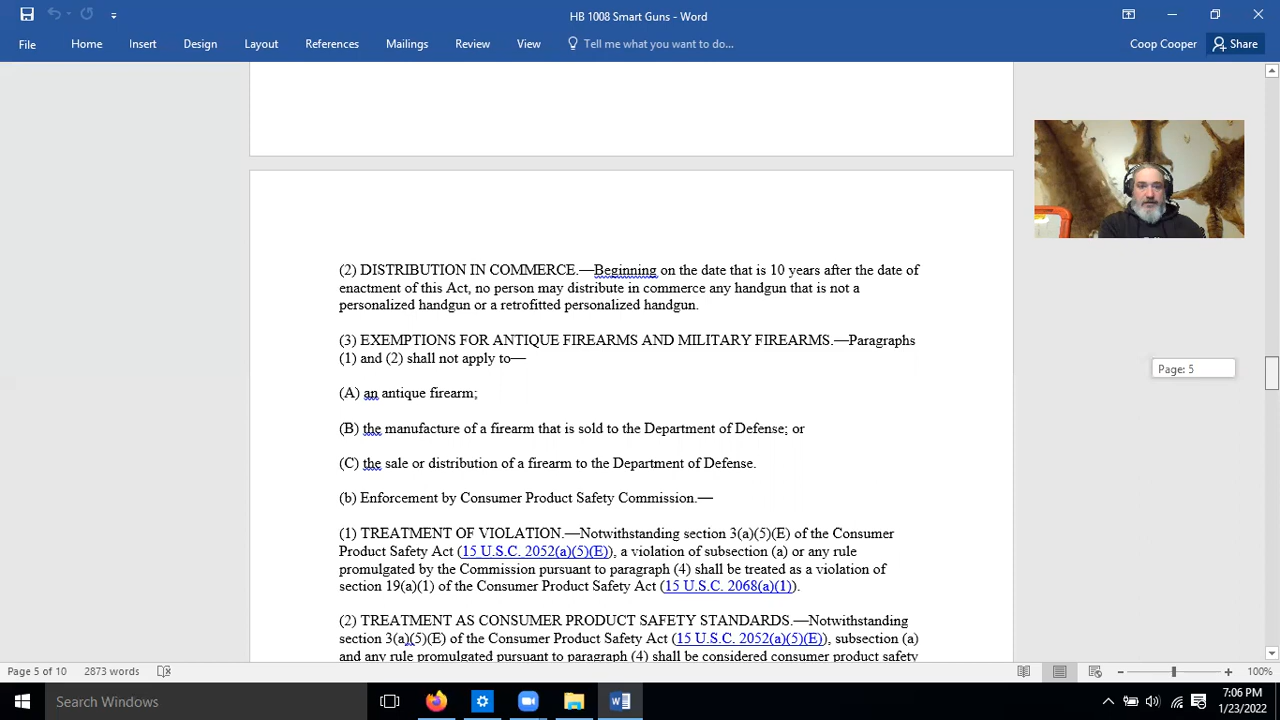 HB 1008 Smart Guns - Word
File Home Insert Design Layout References Mailings Review View Tell me what you want to do... Coop Cooper Share
(2) DISTRIBUTION IN COMMERCE.—Beginning on the date that is 10 years after the date of
enactment of this Act, no person may distribute in commerce any handgun that is not a
personalized handgun or a retrofitted personalized handgun.
(3) EXEMPTIONS FOR ANTIQUE FIREARMS AND MILITARY FIREARMS.—Paragraphs
(1) and (2) shall not apply to—
Page: 5
(A) an antique firearm;
(B) the manufacture of a firearm that is sold to the Department of Defense; or
(C) the sale or distribution of a firearm to the Department of Defense.
(b) Enforcement by Consumer Product Safety Commission.—
(1) TREATMENT OF VIOLATION.—Notwithstanding section 3(a)(5)(E) of the Consumer
Product Safety Act (15 U.S.C. 2052(a)(5)(E)), a violation of subsection (a) or any rule
promulgated by the Commission pursuant to paragraph (4) shall be treated as a violation of
section 19(a)(1) of the Consumer Product Safety Act (15 U.S.C. 2068(a)(1)).
(2) TREATMENT AS CONSUMER PRODUCT SAFETY STANDARDS.—Notwithstanding
section 3(a)(5)(E) of the Consumer Product Safety Act (15 U.S.C. 2052(a)(5)(E)), subsection (a)
and any rule promulgated pursuant to paragraph (4) shall be considered consumer product safety
Page 5 of 10 2873 words 100%
Search Windows
7:06 PM
1/23/2022